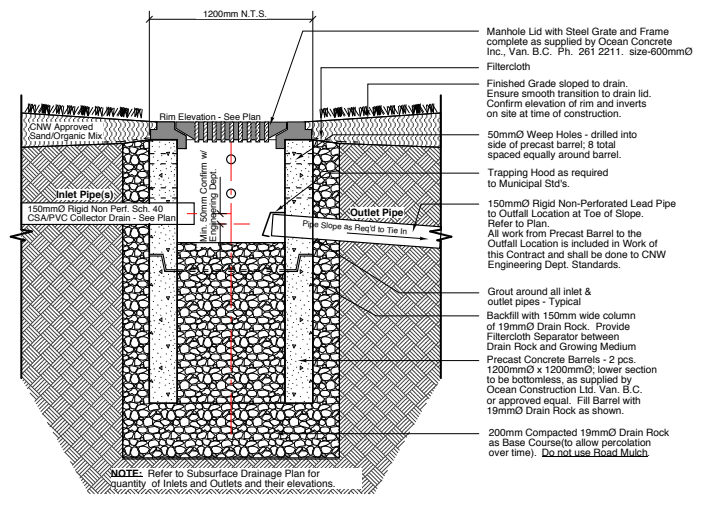 1200mm N.T.S.
Manhole Lid with Steel Grate and Frame
complete as supplied by Ocean Concrete
Inc., Van. B.C. Ph. 261 2211. size-600mmØ
Filtercloth
Finished Grade sloped to drain.
Ensure smooth transition to drain lid.
Confirm elevation of rim and inverts
on site at time of construction.
Rim Elevation - See Plan
CNW Approved
Sand/Organic Mix
50mmØ Weep Holes - drilled into
side of precast barrel; 8 total
spaced equally around barrel.
Min. 50mm Confirm w/
Engineering Dept.
Trapping Hood as required
to Municipal Std's.
Inlet Pipe(s)
150mmØ Rigid Non Perf. Sch. 40
CSA/PVC Collector Drain - See Plan
Outlet Pipe
Pipe Slope as Req'd to Tie In
150mmØ Rigid Non-Perforated Lead Pipe
to Outfall Location at Toe of Slope.
Refer to Plan.
All work from Precast Barrel to the
Outfall Location is included in Work of
this Contract and shall be done to CNW
Engineering Dept. Standards.
Grout around all inlet &
outlet pipes - Typical
Backfill with 150mm wide column
of 19mmØ Drain Rock. Provide
Filtercloth Separator between
Drain Rock and Growing Medium
Precast Concrete Barrels - 2 pcs.
1200mmØ x 1200mmØ; lower section
to be bottomless, as supplied by
Ocean Construction Ltd. Van. B.C.
or approved equal. Fill Barrel with
19mmØ Drain Rock as shown.
200mm Compacted 19mmØ Drain Rock
as Base Course(to allow percolation
over time). Do not use Road Mulch.
NOTE: Refer to Subsurface Drainage Plan for
quantity of Inlets and Outlets and their elevations.